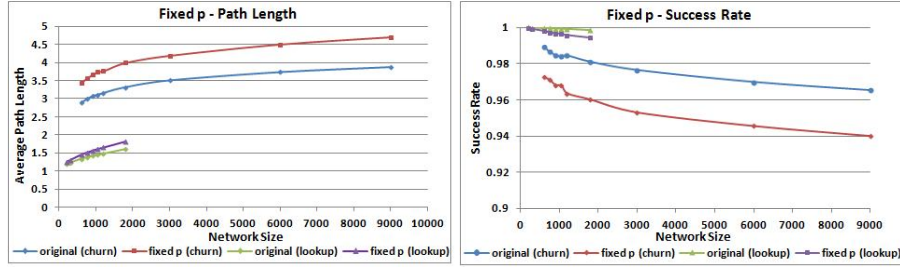 Fixed p - Path Length
5
4.5
4
3.5
3
2.5
2
1.5
1
0.5
0
Average Path Length
0 1000 2000 3000 4000 5000 6000 7000 8000 9000 10000
Network Size
original (churn) fixed p (churn) original (lookup) fixed p (lookup)
Fixed p - Success Rate
1
0.98
0.96
0.94
0.92
0.9
Success Rate
0 1000 2000 3000 4000 5000 6000 7000 8000 9000
Network Size
original (churn) fixed p (churn) original (lookup) fixed p (lookup)